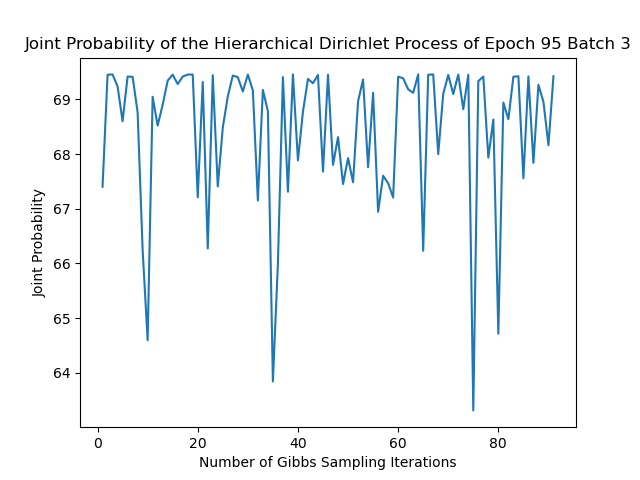 Joint Probability of the Hierarchical Dirichlet Process of Epoch 95 Batch 3
69
68
67
66
65
64
Joint Probability
0 20 40 60 80
Number of Gibbs Sampling Iterations